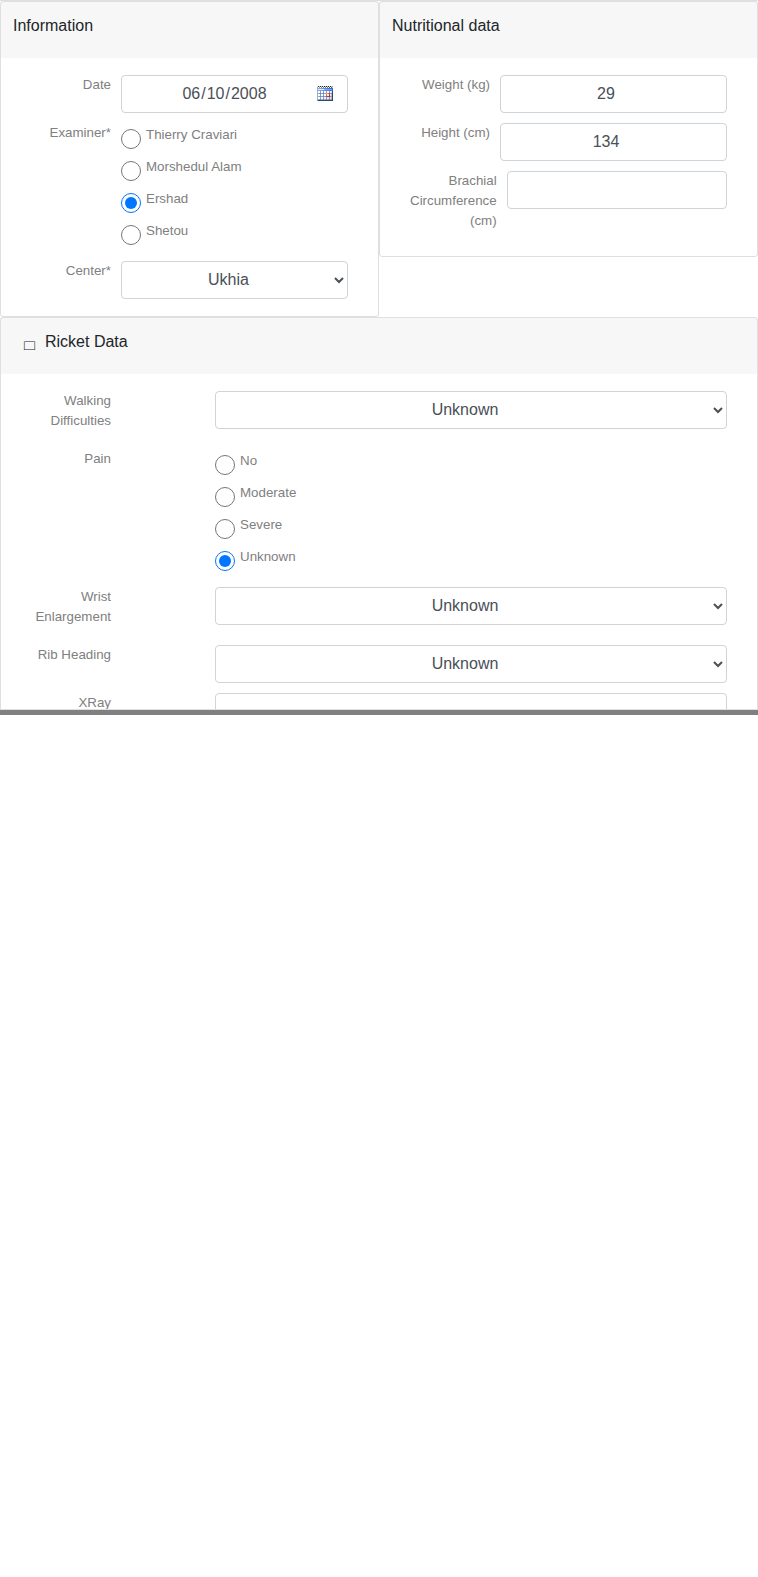 Information
Date
06/10/2008
Examiner*
Thierry Craviari
Morshedul Alam
Ershad
Shetou
Center*
Ukhia
Nutritional data
Weight (kg)
29
Height (cm)
134
Brachial
Circumference
(cm)
Ricket Data
Walking
Difficulties
Unknown
Pain
No
Moderate
Severe
Unknown
Wrist
Enlargement
Unknown
Rib Heading
Unknown
XRay